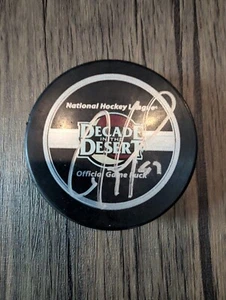 National Hockey League®
DECADE
IN THE
DESERT
Official Game Puck